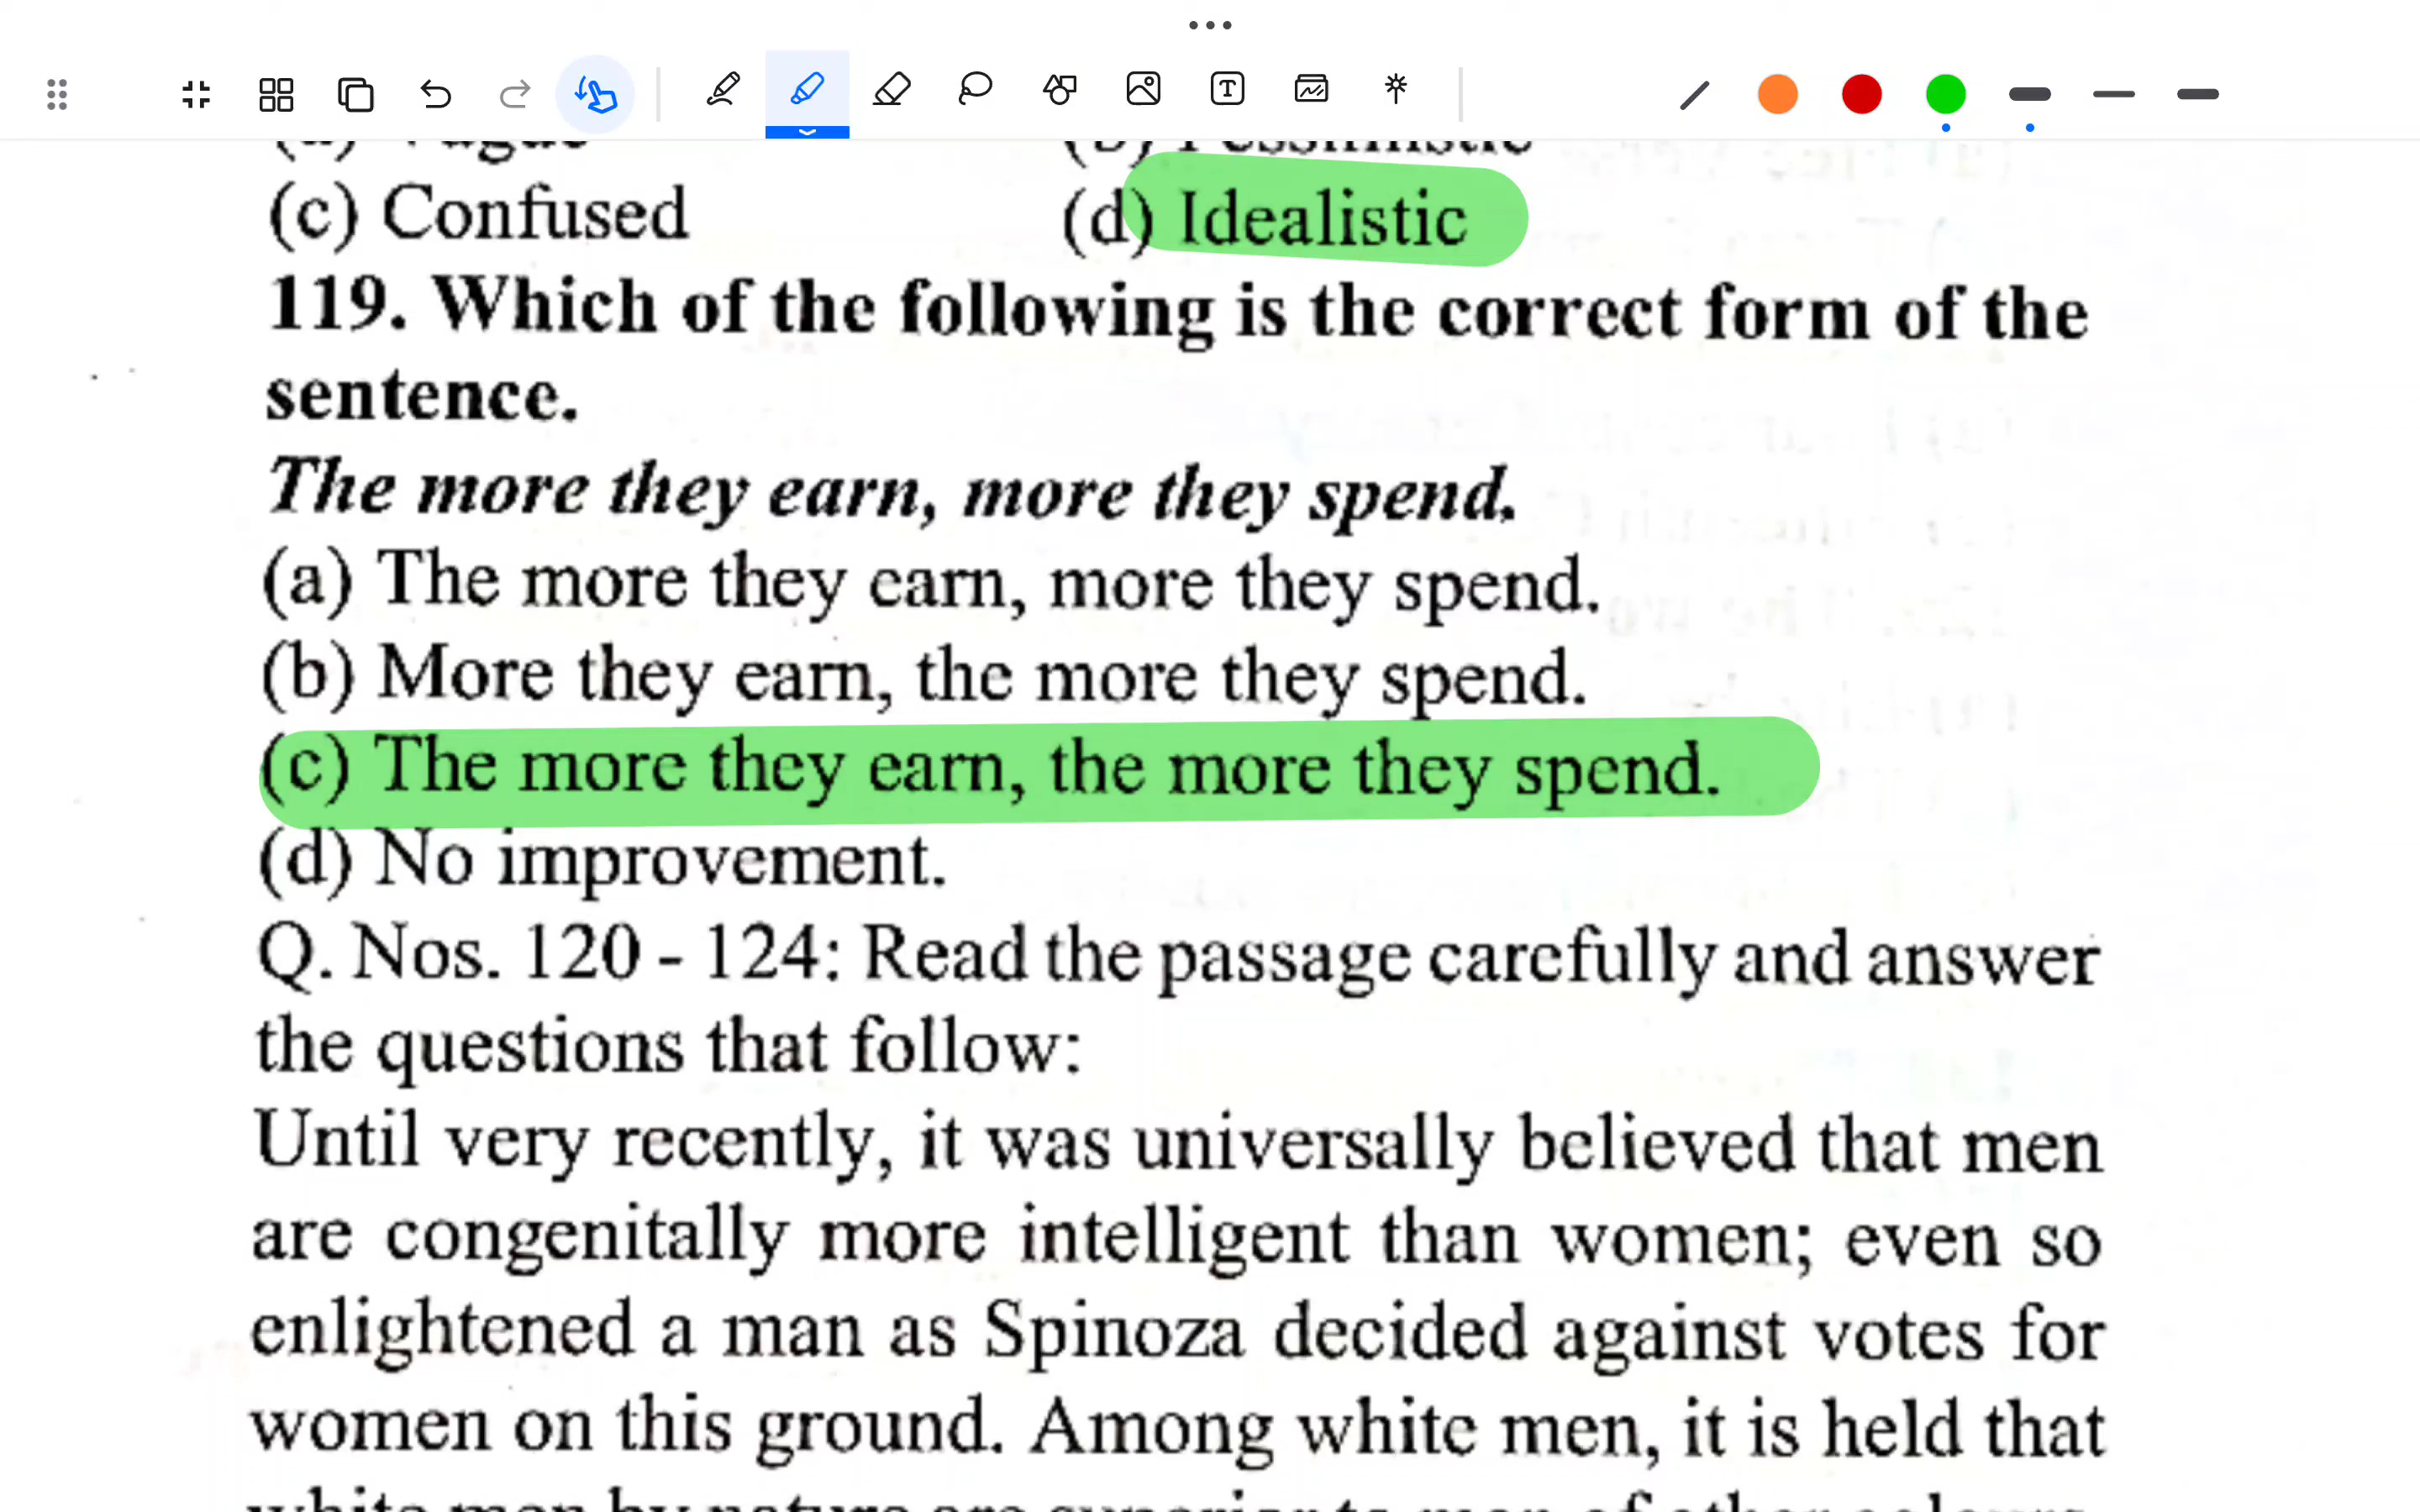 (c) Confused (d) Idealistic
119. Which of the following is the correct form of the
sentence.
The more they earn, more they spend.
(a) The more they earn, more they spend.
(b) More they earn, the more they spend.
(c) The more they earn, the more they spend.
(d) No improvement.
Q. Nos. 120 - 124: Read the passage carefully and answer
the questions that follow:
Until very recently, it was universally believed that men
are congenitally more intelligent than women; even so
enlightened a man as Spinoza decided against votes for
women on this ground. Among white men, it is held that